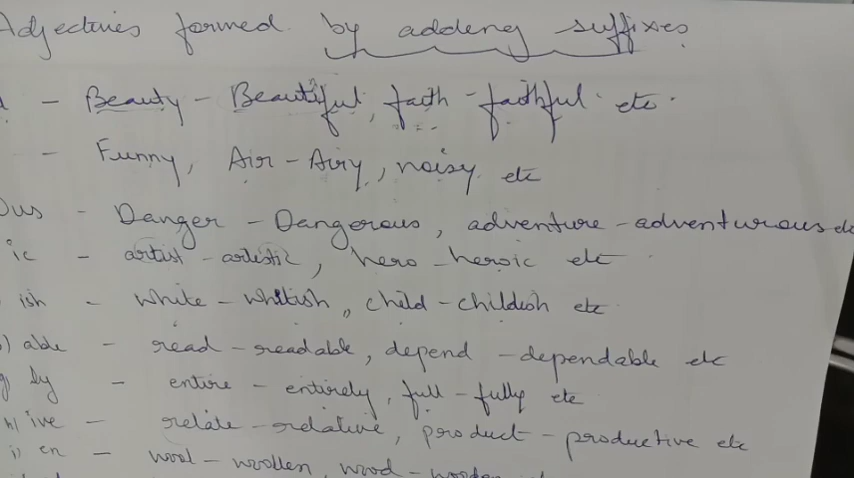 Adjectives formed by addeng suffixes
- Beauty - Beautiful, faith - faithful. etc.
- Funny, Air - Airy, noisy. etc
ous - Danger - Dangerous, adventure - adventurous etc
ic - artist - artistic, hero - heroic etc.
ish - white - whitish, child - childish etc.
) able - read - readable, depend - dependable etc
g) ly - entire - entirely, full - fully etc
h) ive - relate - relative, product - productive etc
i) en - wool - woollen, wood - wooden